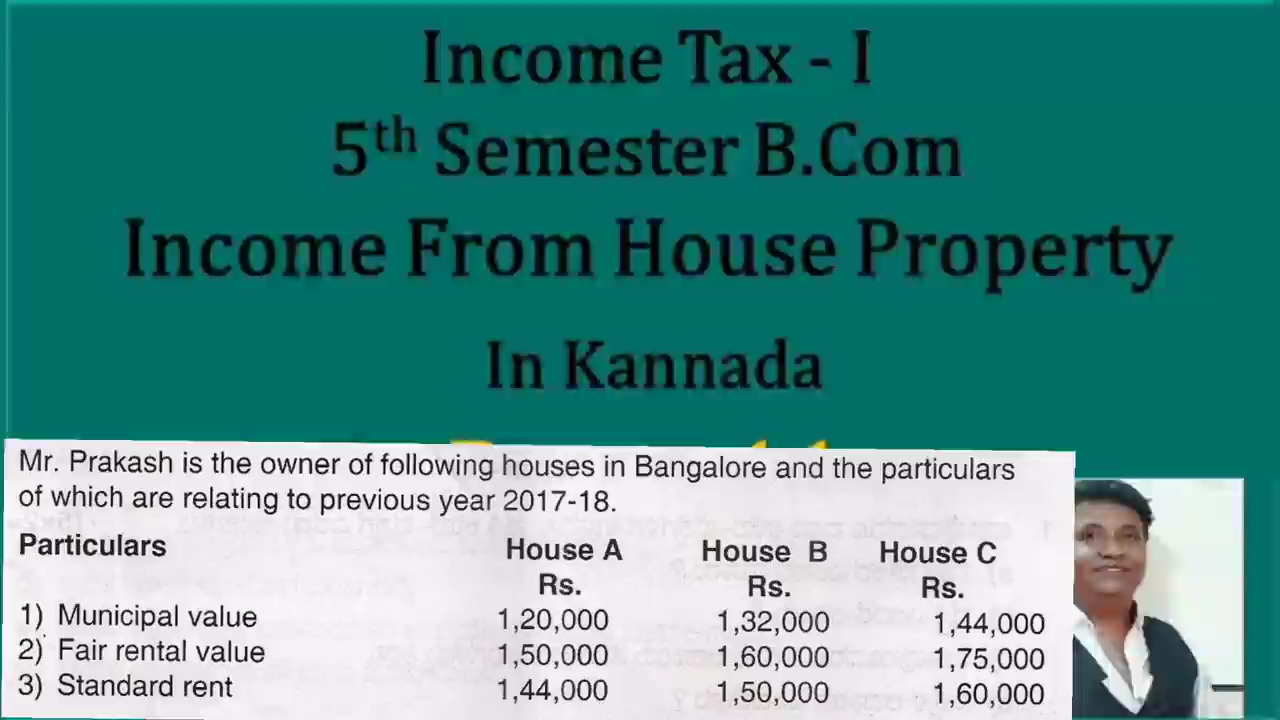 Income Tax - I
5th Semester B.Com
Income From House Property
In Kannada
Mr. Prakash is the owner of following houses in Bangalore and the particulars
of which are relating to previous year 2017-18.
Particulars House A House B House C
Rs. Rs. Rs.
1) Municipal value 1,20,000 1,32,000 1,44,000
2) Fair rental value 1,50,000 1,60,000 1,75,000
3) Standard rent 1,44,000 1,50,000 1,60,000